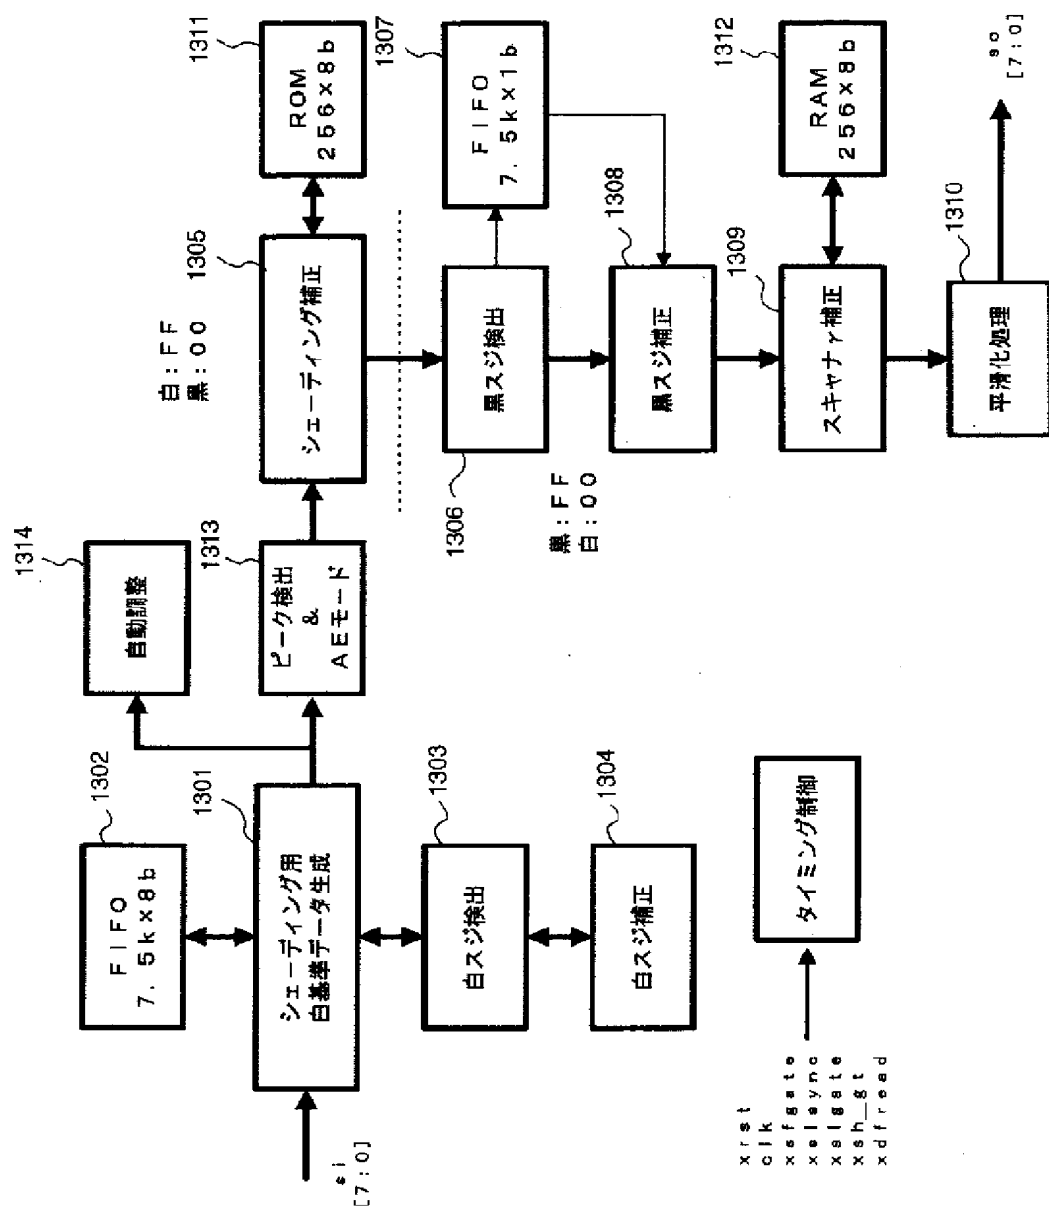 si
[7:0]
シェーディング用
白基準データ生成
1301
FIFO
7.5k×8b
1302
白スジ検出
1303
白スジ補正
1304
自動調整
1314
ピーク検出
&
AEモード
1313
白:FF
黒:00
シェーディング補正
1305
ROM
256×8b
1311
黒スジ検出
1306
FIFO
7.5k×1b
1307
黒:FF
白:00
黒スジ補正
1308
スキャナγ補正
1309
RAM
256×8b
1312
平滑化処理
1310
so
[7:0]
xrst
clk
xsfgate
xslsync
xslgate
xsh_gt
xdfread
タイミング制御